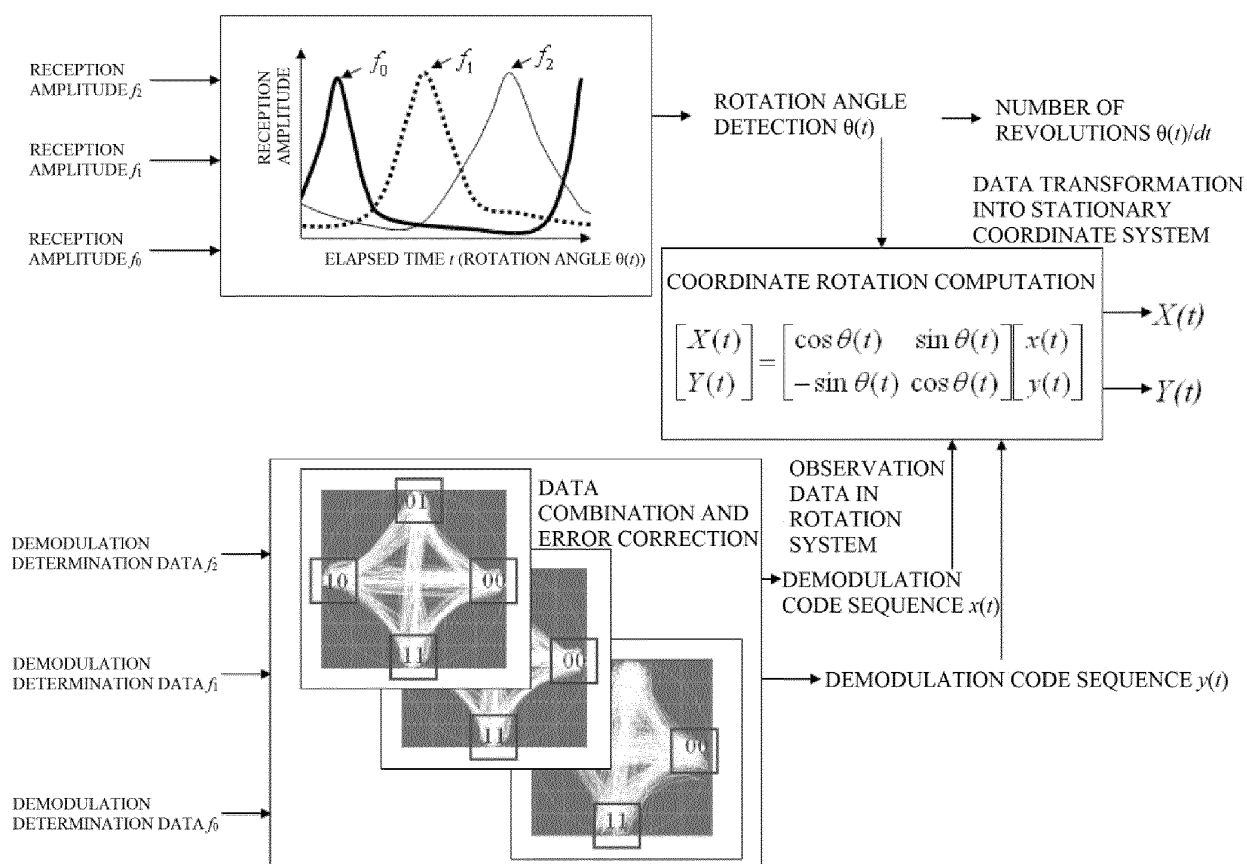 RECEPTION
AMPLITUDE f₂
RECEPTION
AMPLITUDE f₁
RECEPTION
AMPLITUDE f₀
RECEPTION
AMPLITUDE
f₀
f₁
f₂
ELAPSED TIME t (ROTATION ANGLE θ(t))
ROTATION ANGLE
DETECTION θ(t)
NUMBER OF
REVOLUTIONS θ(t)/dt
DATA TRANSFORMATION
INTO STATIONARY
COORDINATE SYSTEM
COORDINATE ROTATION COMPUTATION
[X(t)] = [cos θ(t) sin θ(t)] [x(t)]
[Y(t)] [−sin θ(t) cos θ(t)] [y(t)]
X(t)
Y(t)
DEMODULATION
DETERMINATION DATA f₂
DEMODULATION
DETERMINATION DATA f₁
DEMODULATION
DETERMINATION DATA f₀
DATA
COMBINATION AND
ERROR CORRECTION
01
10
00
11
00
11
00
11
OBSERVATION
DATA IN
ROTATION
SYSTEM
DEMODULATION
CODE SEQUENCE x(t)
DEMODULATION CODE SEQUENCE y(t)